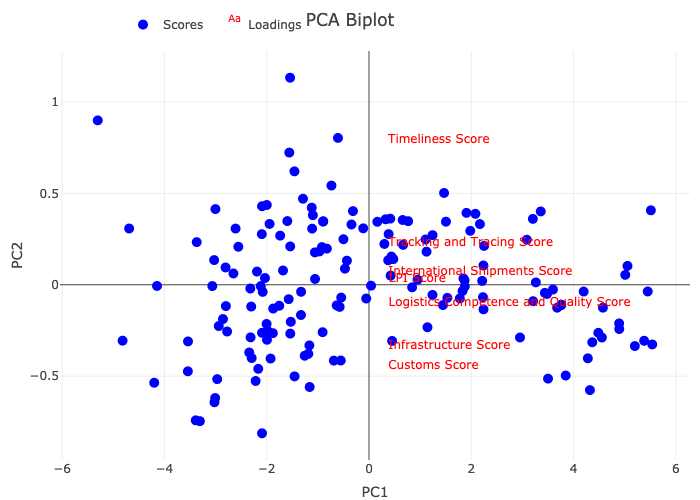 PCA Biplot
Scores
Aa
Loadings
PC2
1
0.5
0
−0.5
Timeliness Score
Tracking and Tracing Score
International Shipments Score
LPI Score
Logistics Competence and Quality Score
Infrastructure Score
Customs Score
−6
−4
−2
0
2
4
6
PC1